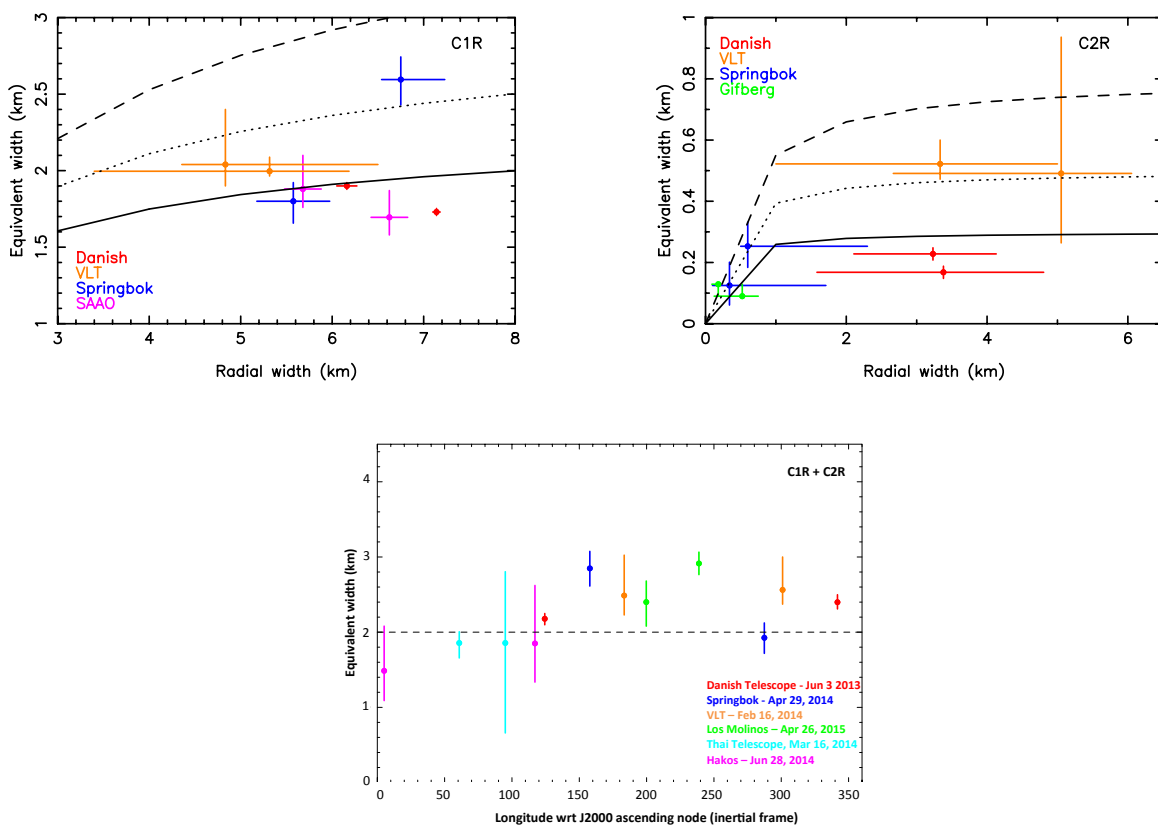 C1R
3
2.5
2
1.5
1
Equivalent width (km)
Danish
VLT
Springbok
SAAO
3 4 5 6 7 8
Radial width (km)
Danish
VLT
Springbok
Gifberg
C2R
1
0.8
0.6
0.4
0.2
0
Equivalent width (km)
0 2 4 6
Radial width (km)
C1R + C2R
4
3
2
1
0
Equivalent width (km)
Danish Telescope - Jun 3 2013
Springbok - Apr 29, 2014
VLT – Feb 16, 2014
Los Molinos – Apr 26, 2015
Thai Telescope, Mar 16, 2014
Hakos – Jun 28, 2014
0 50 100 150 200 250 300 350
Longitude wrt J2000 ascending node (inertial frame)